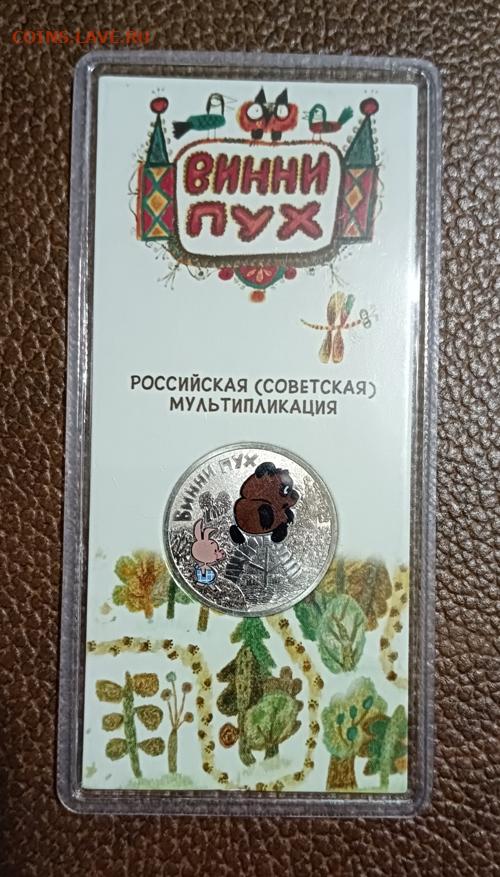 COINS.LAVE.RU
ВИННИ
ПУХ
РОССИЙСКАЯ (СОВЕТСКАЯ)
МУЛЬТИПЛИКАЦИЯ
ВИННИ ПУХ